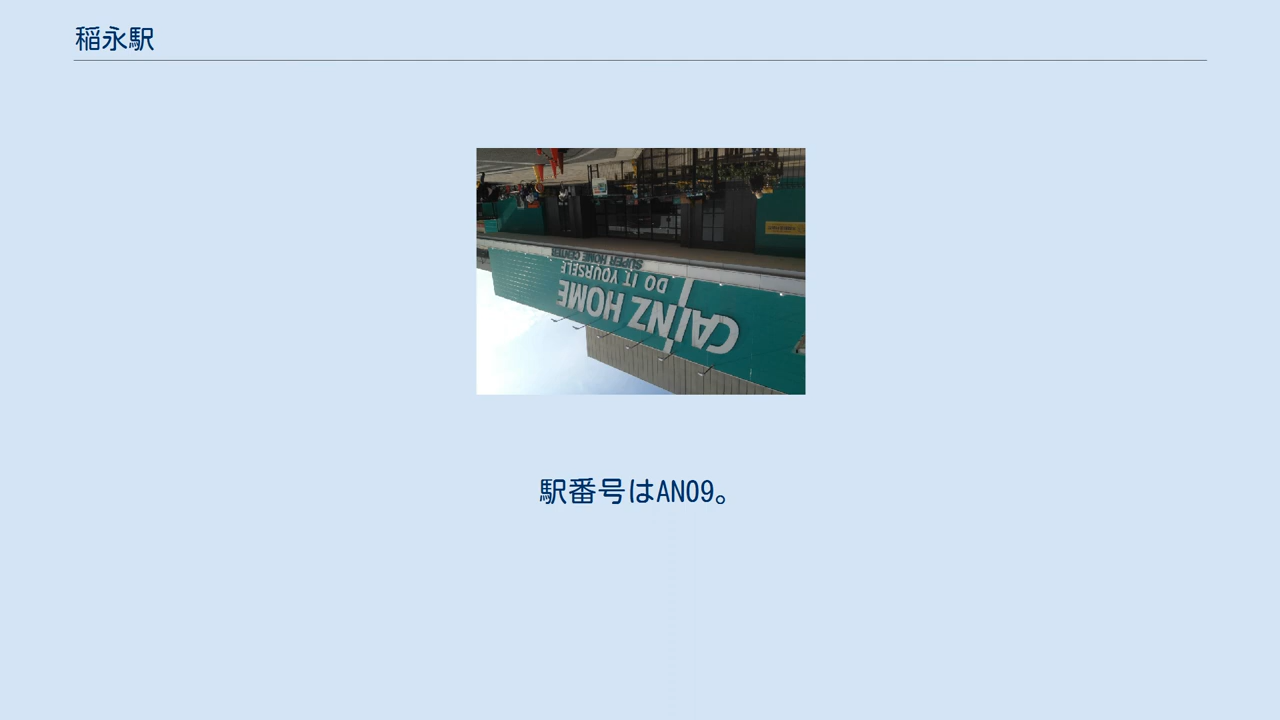 稲永駅
CAINZ HOME
DO IT YOURSELF
SUPER HOME CENTER
駅番号はAN09。